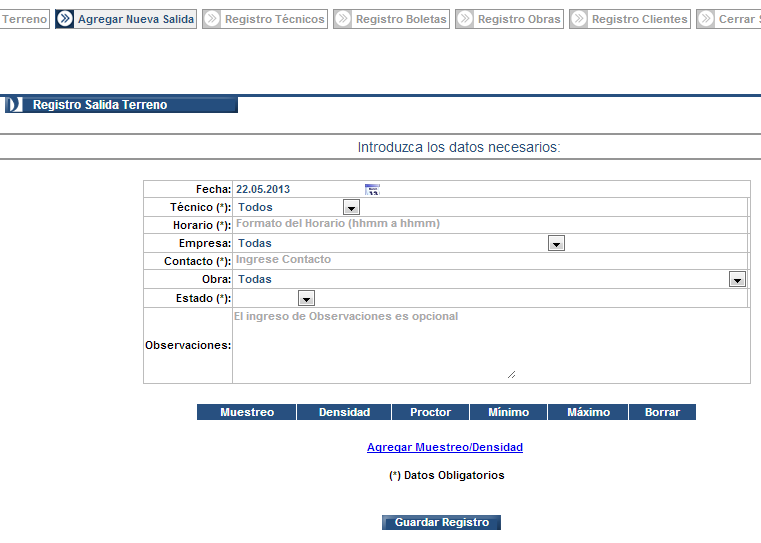 Terreno Agregar Nueva Salida Registro Técnicos Registro Boletas Registro Obras Registro Clientes Cerrar S
Registro Salida Terreno
Introduzca los datos necesarios:
Fecha: 22.05.2013
Técnico (*): Todos
Horario (*): Formato del Horario (hhmm a hhmm)
Empresa: Todas
Contacto (*): Ingrese Contacto
Obra: Todas
Estado (*):
El ingreso de Observaciones es opcional
Observaciones:
Muestreo Densidad Proctor Mínimo Máximo Borrar
Agregar Muestreo/Densidad
(*) Datos Obligatorios
Guardar Registro